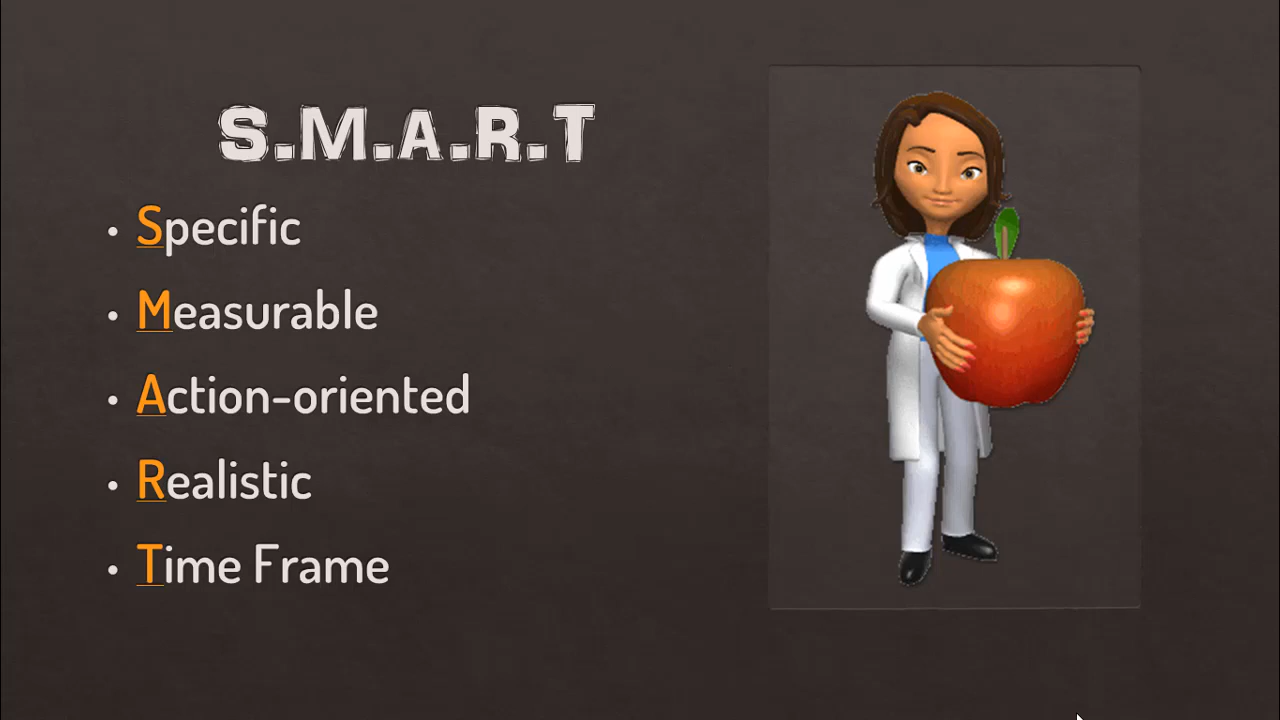 S.M.A.R.T
• Specific
• Measurable
• Action-oriented
• Realistic
• Time Frame